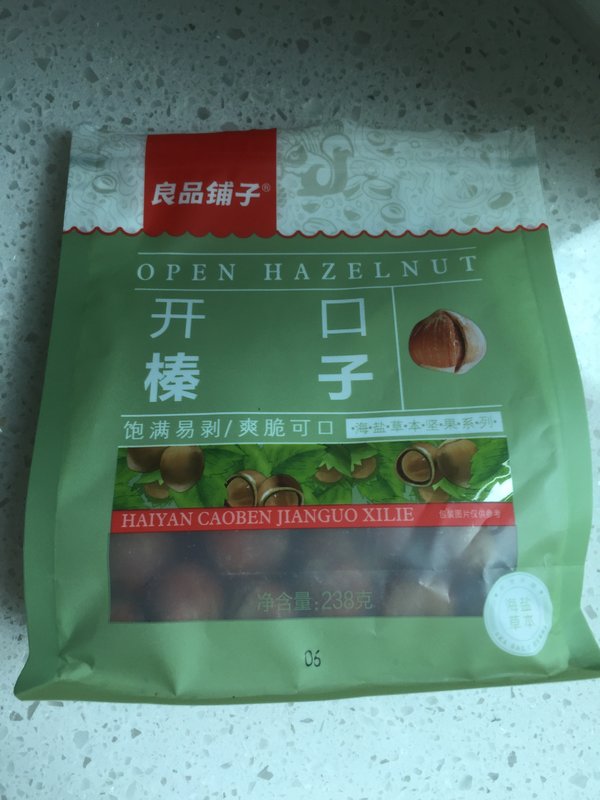 良品铺子®
OPEN HAZELNUT
开口
榛子
饱满易剥/爽脆可口
·海·盐·草·本·坚·果·系·列·
HAIYAN CAOBEN JIANGUO XILIE
包装图片仅供参考
净含量:238克
海盐
草本
06